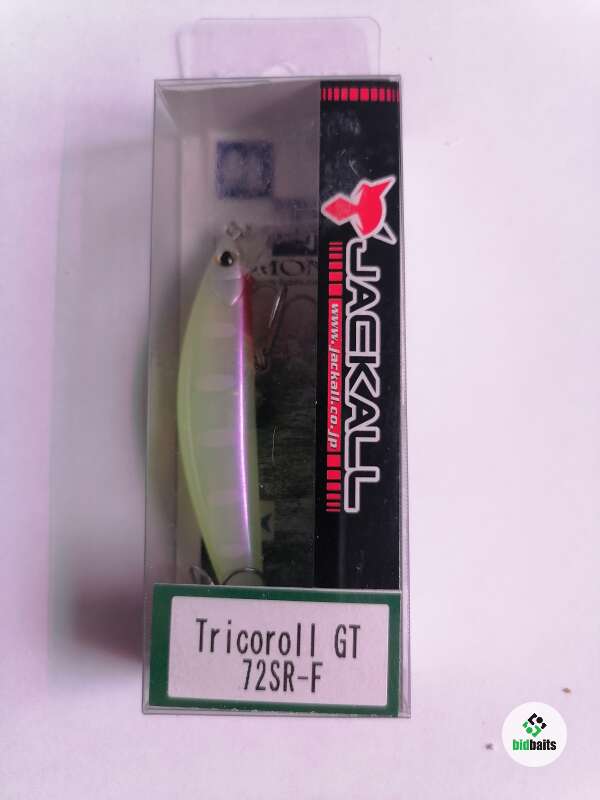 JACKALL
www.jackall.co.jp
Tricoroll GT
72SR-F
bidbaits